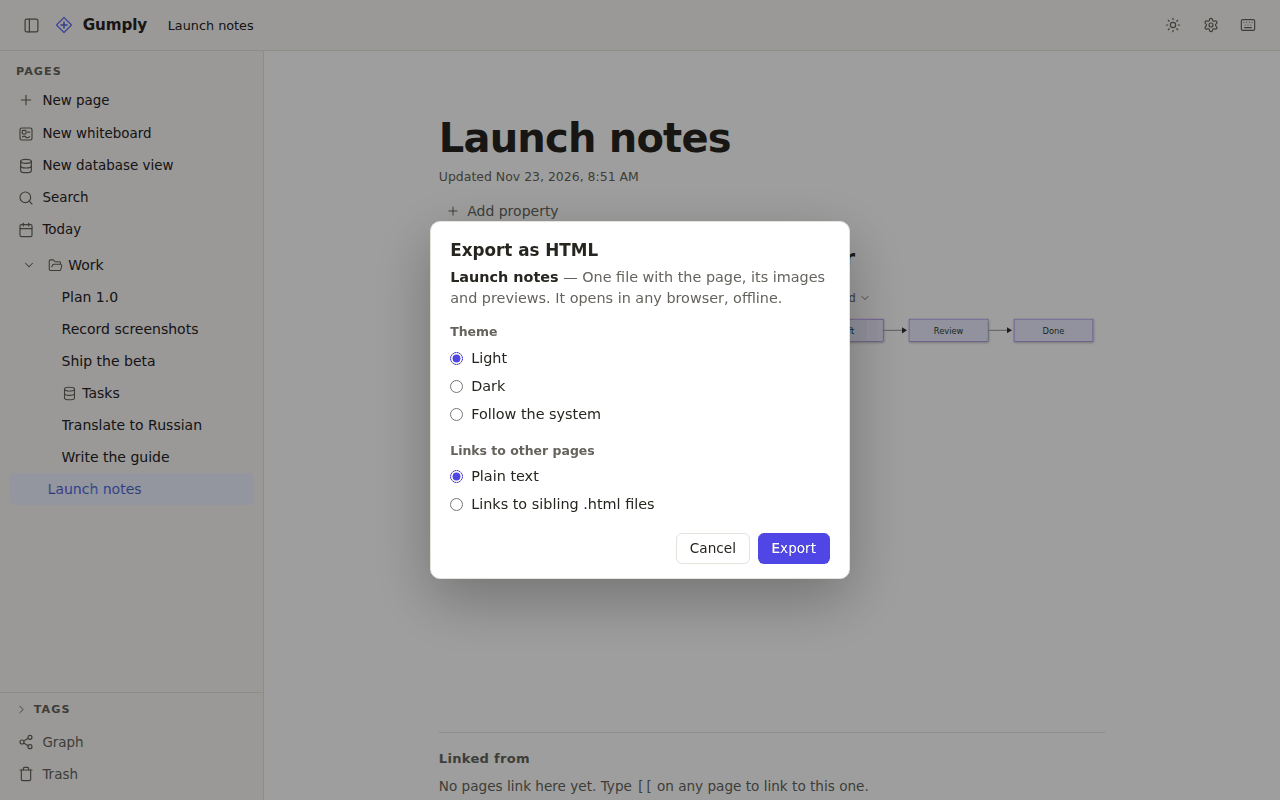 Gumply
Launch notes
PAGES
New page
New whiteboard
New database view
Search
Today
Work
Plan 1.0
Record screenshots
Ship the beta
Tasks
Translate to Russian
Write the guide
Launch notes
TAGS
Graph
Trash
Launch notes
Updated Nov 23, 2026, 8:51 AM
Add property
Export as HTML
Launch notes — One file with the page, its images
and previews. It opens in any browser, offline.
Theme
Light
Dark
Follow the system
Links to other pages
Plain text
Links to sibling .html files
Cancel
Export
Review
Done
Linked from
No pages link here yet. Type [[ on any page to link to this one.